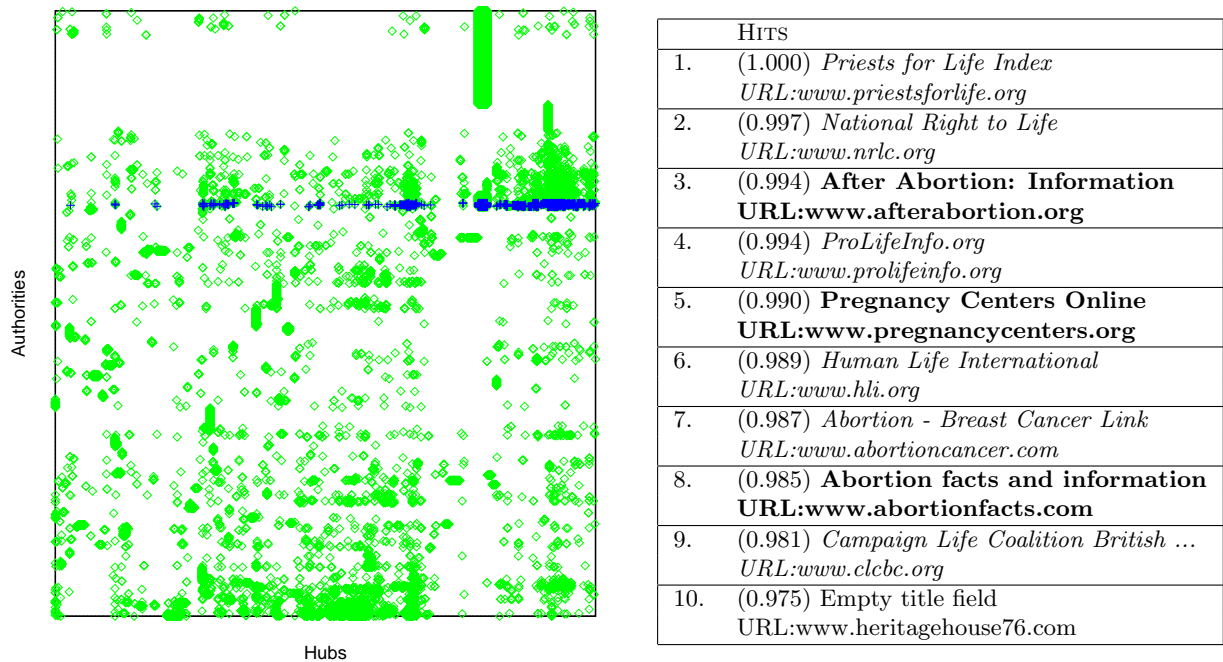 Authorities
Hubs
HITS
1. (1.000) Priests for Life Index
URL:www.priestsforlife.org
2. (0.997) National Right to Life
URL:www.nrlc.org
3. (0.994) After Abortion: Information
URL:www.afterabortion.org
4. (0.994) ProLifeInfo.org
URL:www.prolifeinfo.org
5. (0.990) Pregnancy Centers Online
URL:www.pregnancycenters.org
6. (0.989) Human Life International
URL:www.hli.org
7. (0.987) Abortion - Breast Cancer Link
URL:www.abortioncancer.com
8. (0.985) Abortion facts and information
URL:www.abortionfacts.com
9. (0.981) Campaign Life Coalition British ...
URL:www.clcbc.org
10. (0.975) Empty title field
URL:www.heritagehouse76.com